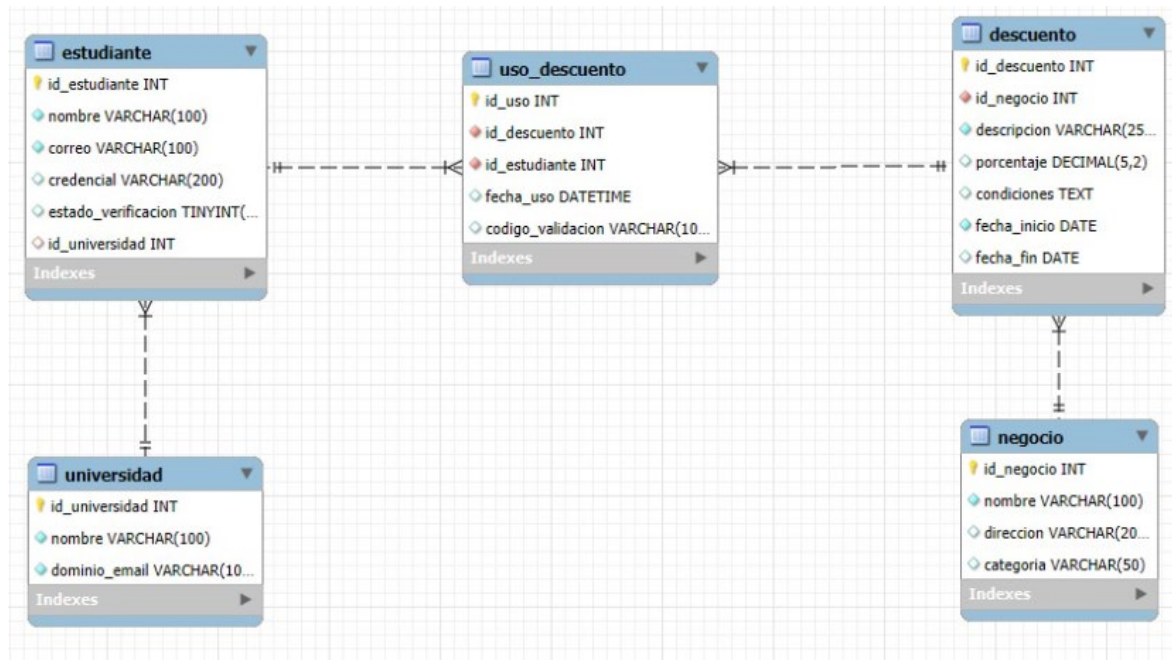 estudiante
id_estudiante INT
nombre VARCHAR(100)
correo VARCHAR(100)
credencial VARCHAR(200)
estado_verificacion TINYINT(...
id_universidad INT
Indexes
uso_descuento
id_uso INT
id_descuento INT
id_estudiante INT
fecha_uso DATETIME
codigo_validacion VARCHAR(10...
Indexes
descuento
id_descuento INT
id_negocio INT
descripcion VARCHAR(25...
porcentaje DECIMAL(5,2)
condiciones TEXT
fecha_inicio DATE
fecha_fin DATE
Indexes
universidad
id_universidad INT
nombre VARCHAR(100)
dominio_email VARCHAR(10...
Indexes
negocio
id_negocio INT
nombre VARCHAR(100)
direccion VARCHAR(20...
categoria VARCHAR(50)
Indexes